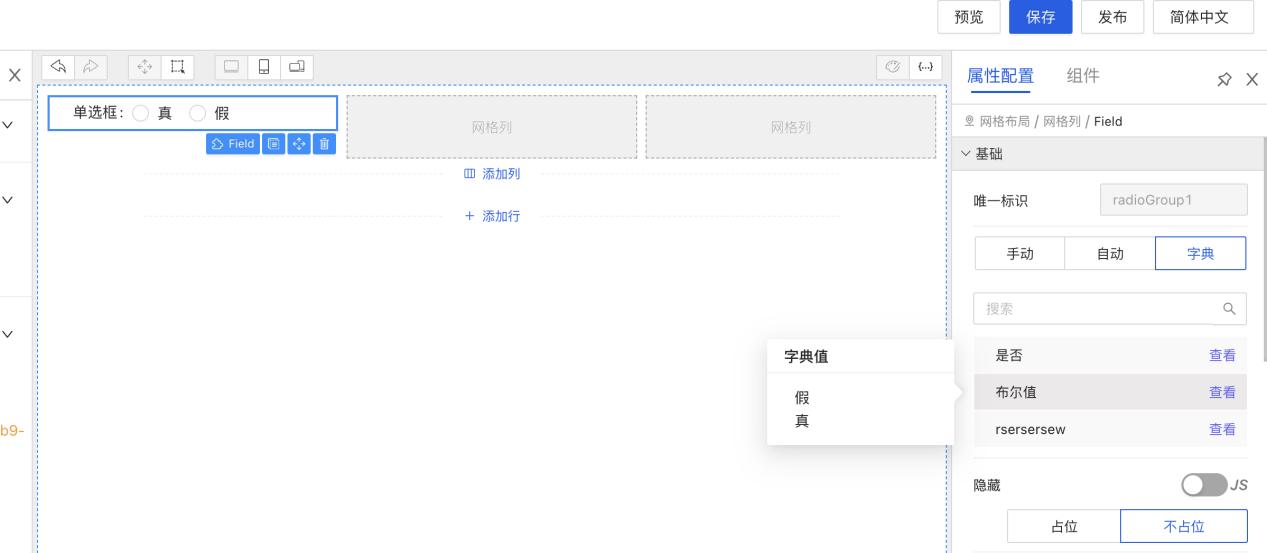 预览 保存 发布 简体中文
属性配置 组件
网格布局 / 网格列 / Field
单选框: 真 假
网格列
网格列
Field
添加列
添加行
基础
唯一标识 radioGroup1
手动 自动 字典
搜索
是否 查看
布尔值 查看
rsersersew 查看
字典值
假
真
隐藏 JS
占位 不占位
b9-
{...}